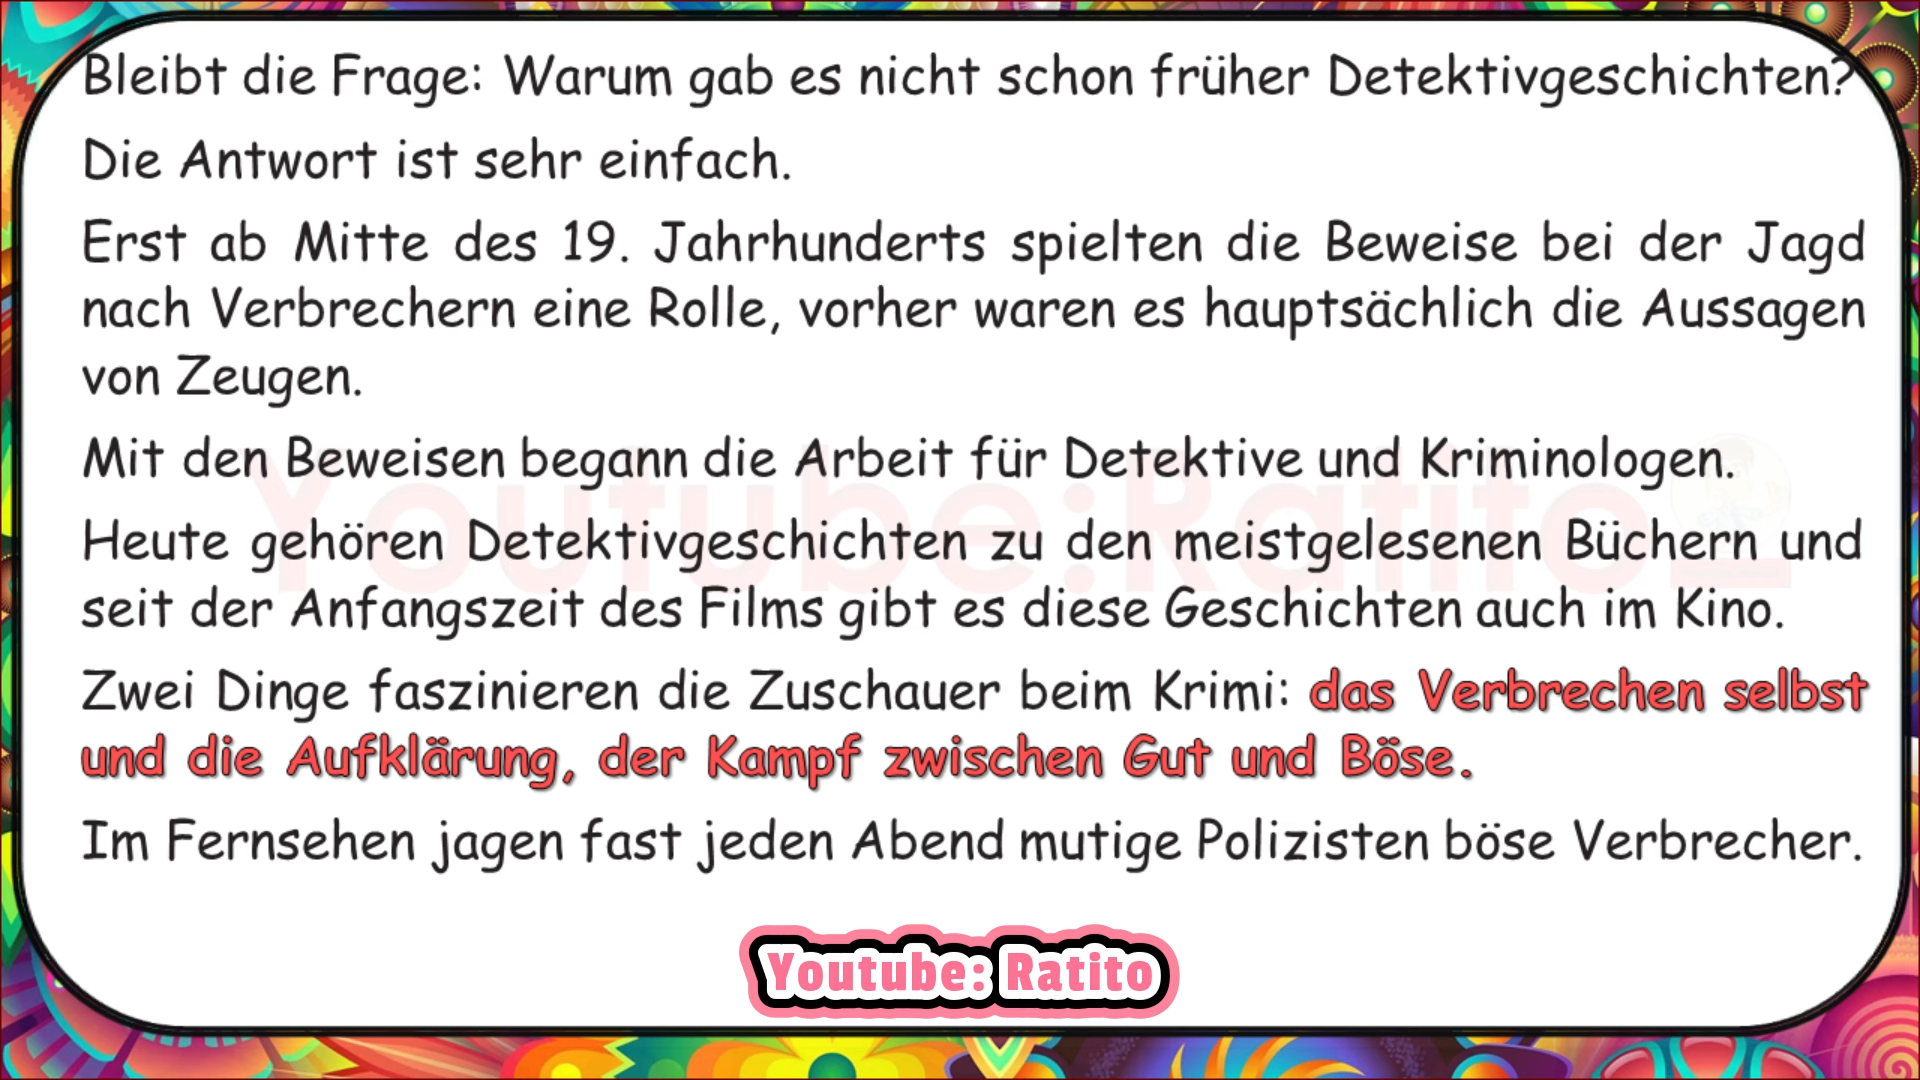 Bleibt die Frage: Warum gab es nicht schon früher Detektivgeschichten?
Die Antwort ist sehr einfach.
Erst ab Mitte des 19. Jahrhunderts spielten die Beweise bei der Jagd
nach Verbrechern eine Rolle, vorher waren es hauptsächlich die Aussagen
von Zeugen.
Mit den Beweisen begann die Arbeit für Detektive und Kriminologen.
Youtube:Ratito
Heute gehören Detektivgeschichten zu den meistgelesenen Büchern und
seit der Anfangszeit des Films gibt es diese Geschichten auch im Kino.
Zwei Dinge faszinieren die Zuschauer beim Krimi: das Verbrechen selbst
und die Aufklärung, der Kampf zwischen Gut und Böse.
Im Fernsehen jagen fast jeden Abend mutige Polizisten böse Verbrecher.
Youtube: Ratito